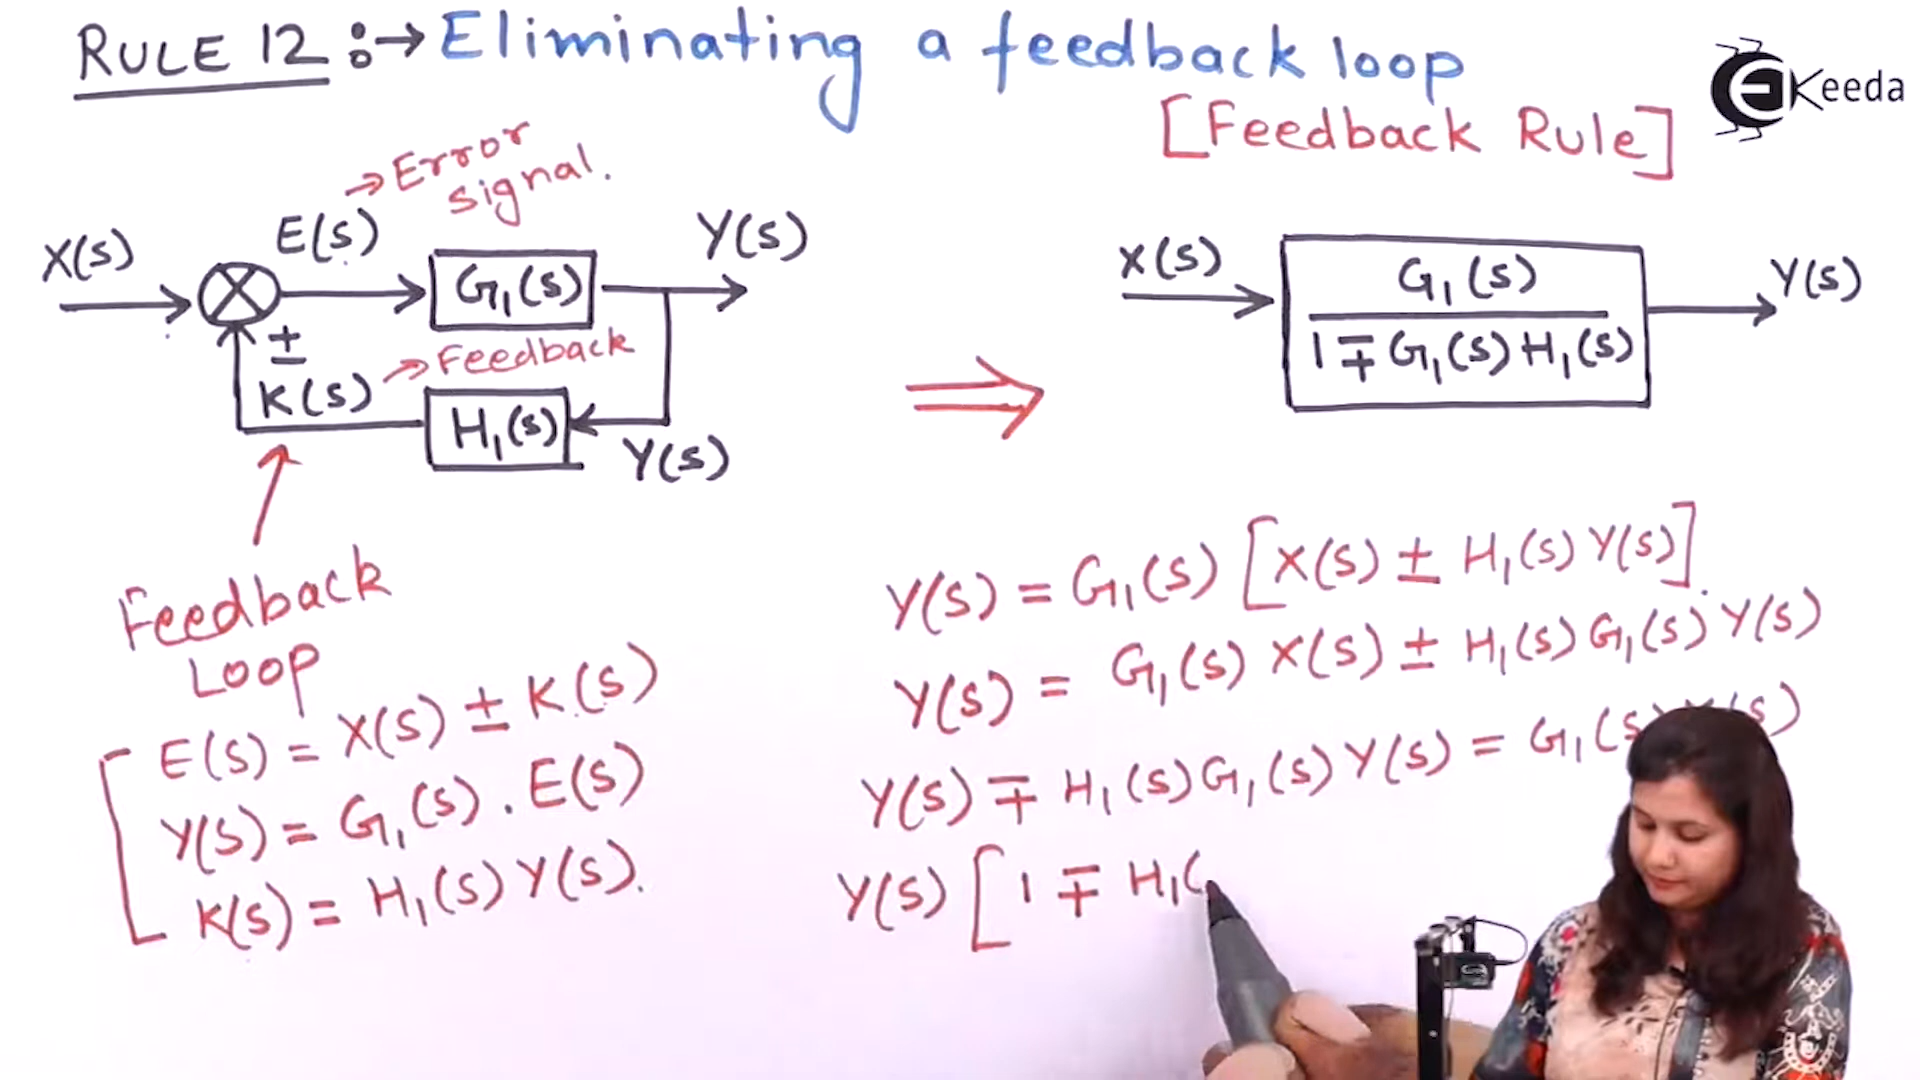 RULE 12 :→ Eliminating a feedback loop
[Feedback Rule]
EKeeda
→ Error signal.
X(s)
E(s)
G₁(s)
Y(s)
±
K(s)
→ Feedback
H₁(s)
Y(s)
⇒
X(s)
G₁(s)
1 ∓ G₁(s) H₁(s)
Y(s)
Feedback
Loop
E(s) = X(s) ± K(s)
Y(s) = G₁(s) . E(s)
K(s) = H₁(s) Y(s).
Y(s) = G₁(s) [X(s) ± H₁(s) Y(s)].
Y(s) = G₁(s) X(s) ± H₁(s) G₁(s) Y(s)
Y(s) ∓ H₁(s) G₁(s) Y(s) = G₁(s)
Y(s) [1 ∓ H₁(